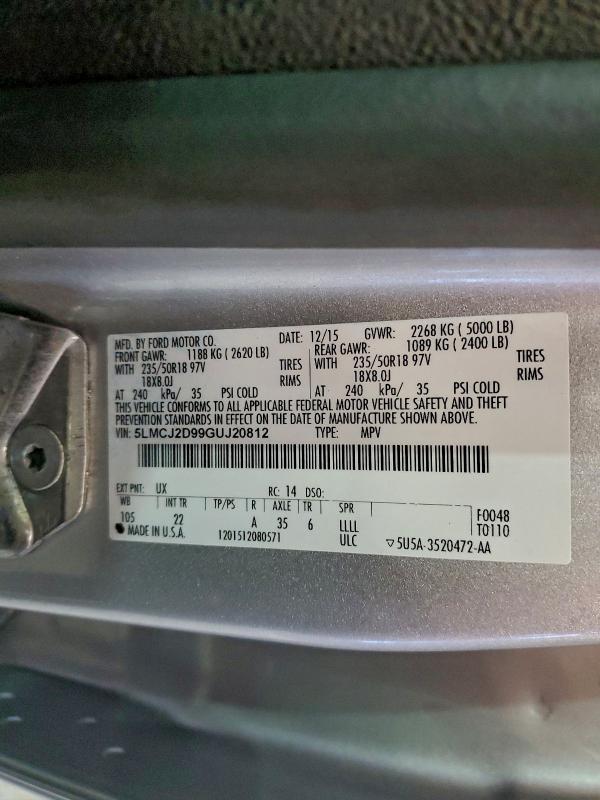 MFD. BY FORD MOTOR CO. DATE: 12/15 GVWR: 2268 KG ( 5000 LB)
FRONT GAWR: 1188 KG ( 2620 LB) REAR GAWR: 1089 KG ( 2400 LB)
WITH 235/50R18 97V TIRES WITH 235/50R18 97V TIRES
18X8.0J RIMS 18X8.0J RIMS
AT 240 kPa/ 35 PSI COLD AT 240 kPa/ 35 PSI COLD
THIS VEHICLE CONFORMS TO ALL APPLICABLE FEDERAL MOTOR VEHICLE SAFETY AND THEFT
PREVENTION STANDARDS IN EFFECT ON THE DATE OF MANUFACTURE SHOWN ABOVE.
VIN: 5LMCJ2D99GUJ20812 TYPE: MPV
EXT PNT: UX RC: 14 DSO:
WB INT TR TP/PS R AXLE TR SPR F0048
105 22 A 35 6 LLLL T0110
MADE IN U.S.A. 1201512080571 ULC ▽5U5A-3520472-AA